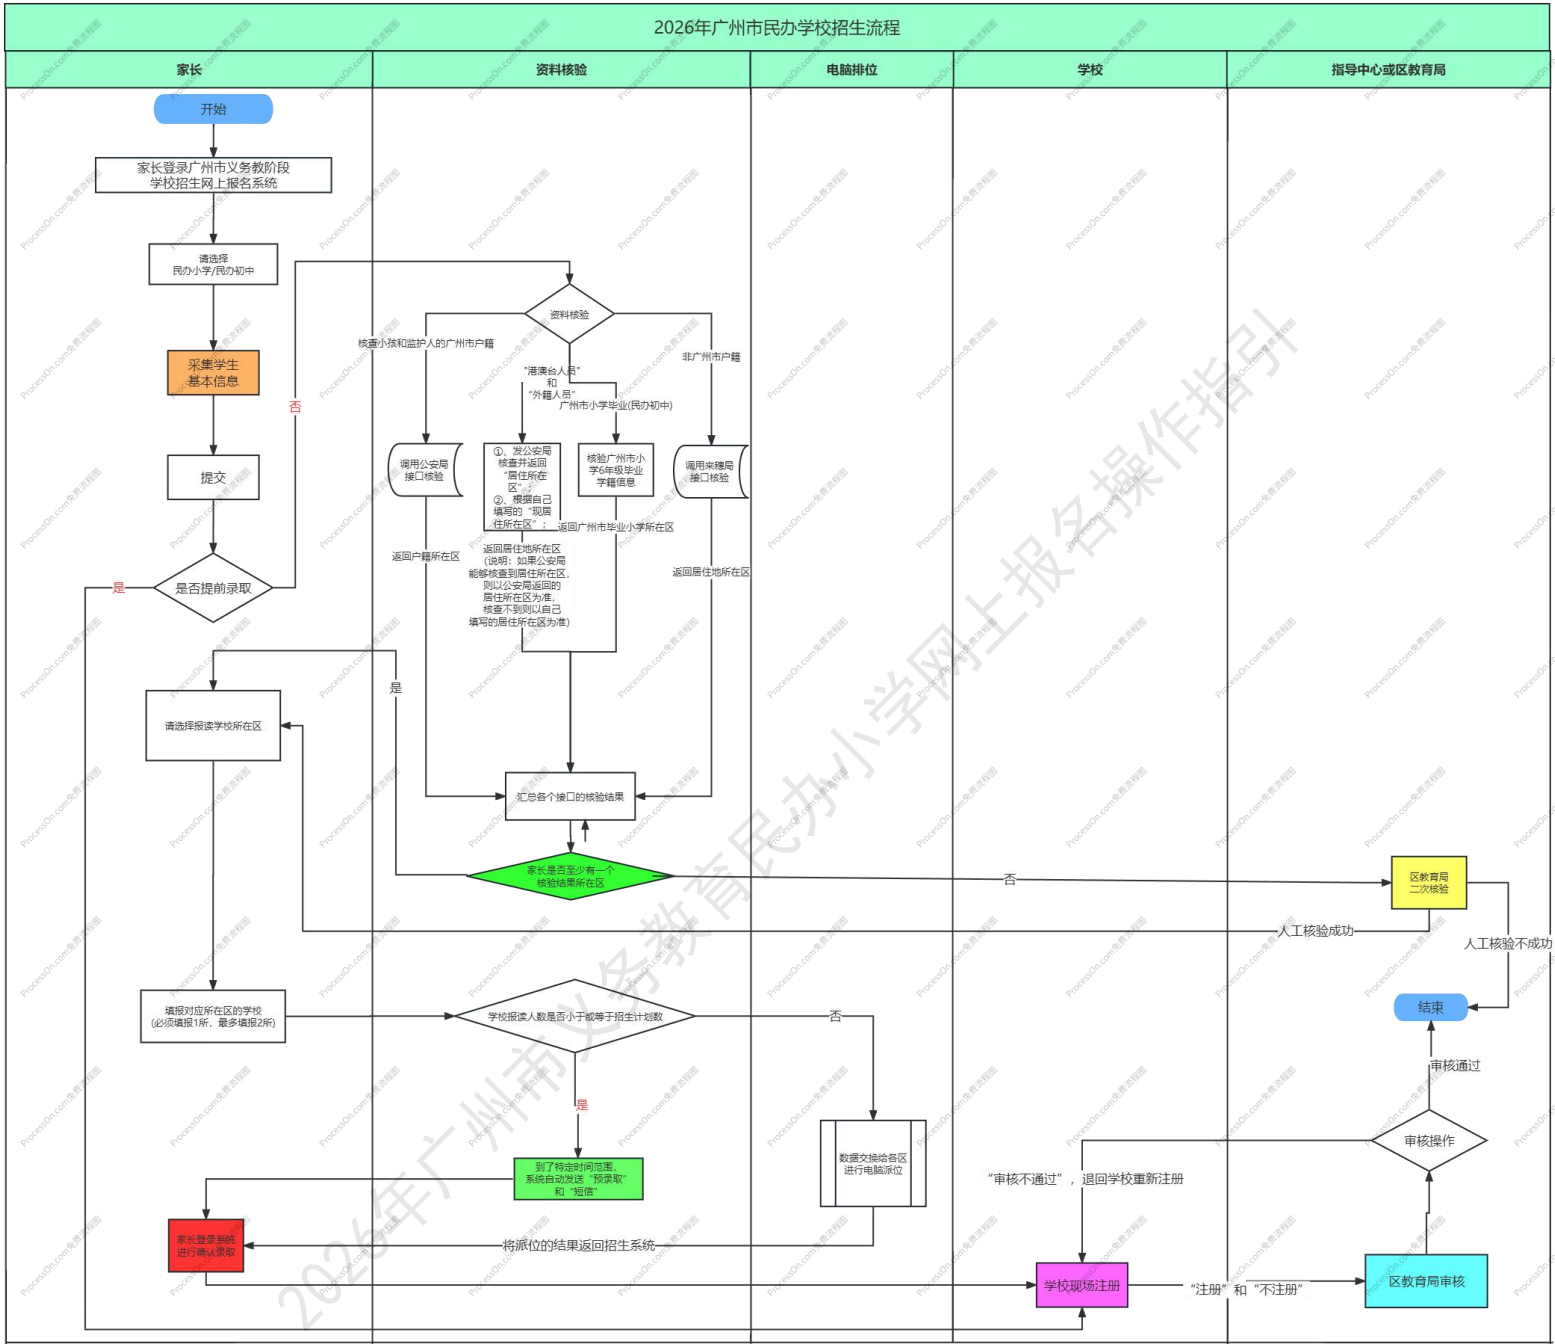 2026年广州市民办学校招生流程
家长
资料核验
电脑排位
学校
指导中心或区教育局
开始
家长登录广州市义务教阶段
学校招生网上报名系统
请选择
民办小学/民办初中
采集学生
基本信息
提交
是否提前录取
是
否
资料核验
核查小孩和监护人的广州市户籍
"港澳台人员"
和
"外籍人员"
广州市小学毕业(民办初中)
非广州市户籍
调用公安局
接口核验
①、发公安局
核查并返回
“居住所在
区”；
②、根据自己
填写的“现居
住所在区”；
核验广州市小
学6年级毕业
学籍信息
调用来穗局
接口核验
返回户籍所在区
返回居住地所在区
(说明：如果公安局
能够核查到居住所在区，
则以公安局返回的
居住所在区为准，
核查不到则以自己
填写的居住所在区为准)
返回广州市毕业小学所在区
返回居住地所在区
是
请选择报读学校所在区
汇总各个接口的核验结果
家长是否至少有一个
核验结果所在区
否
区教育局
二次核验
人工核验成功
人工核验不成功
填报对应所在区的学校
(必须填报1所，最多填报2所)
学校报读人数是否小于或等于招生计划数
否
是
结束
审核通过
到了特定时间范围，
系统自动发送“预录取”
和“短信”
数据交换给各区
进行电脑派位
审核操作
“审核不通过”，退回学校重新注册
家长登录系统
进行确认录取
将派位的结果返回招生系统
学校现场注册
“注册”和“不注册”
区教育局审核
2026年广州市义务教育民办小学网上报名操作指引
ProcessOn.com免费流程图